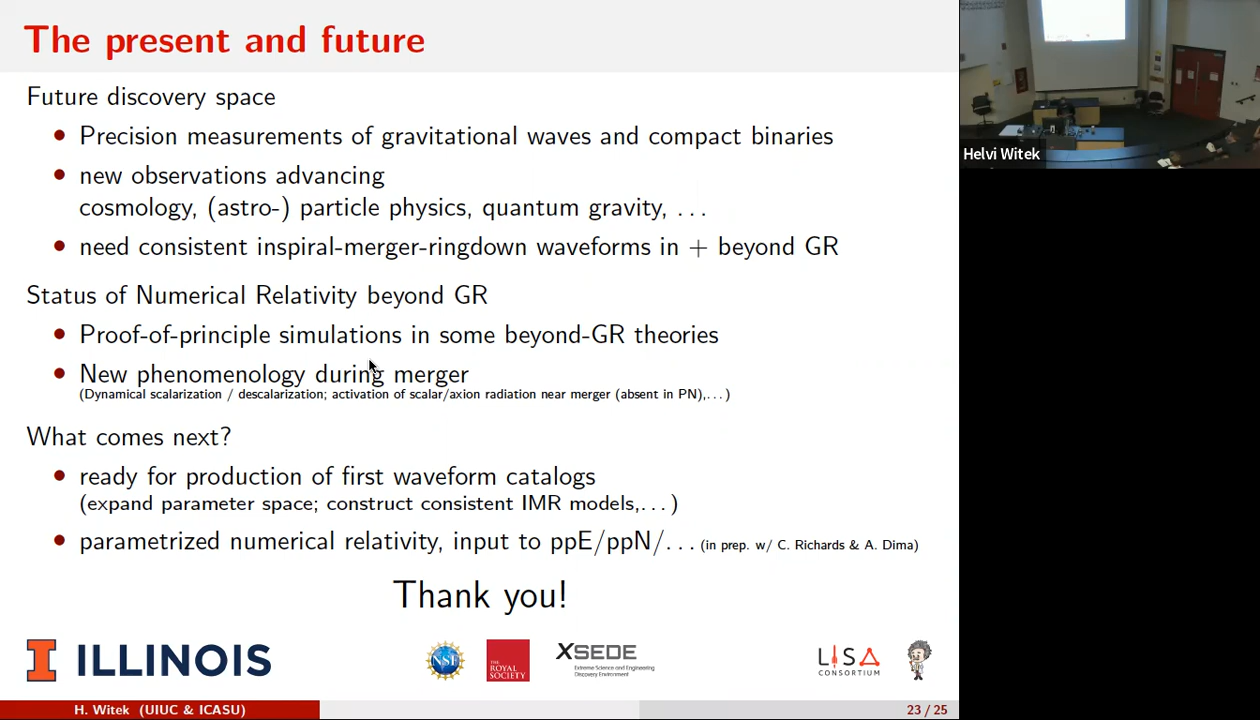 The present and future
Future discovery space
Precision measurements of gravitational waves and compact binaries
new observations advancing
cosmology, (astro-) particle physics, quantum gravity, ...
need consistent inspiral-merger-ringdown waveforms in + beyond GR
Status of Numerical Relativity beyond GR
Proof-of-principle simulations in some beyond-GR theories
New phenomenology during merger
(Dynamical scalarization / descalarization; activation of scalar/axion radiation near merger (absent in PN),...)
What comes next?
ready for production of first waveform catalogs
(expand parameter space; construct consistent IMR models,...)
parametrized numerical relativity, input to ppE/ppN/... (in prep. w/ C. Richards & A. Dima)
Thank you!
I ILLINOIS
NSF
THE
ROYAL
SOCIETY
XSEDE
Extreme Science and Engineering
Discovery Environment
LISA
CONSORTIUM
H. Witek (UIUC & ICASU)
23 / 25
Helvi Witek